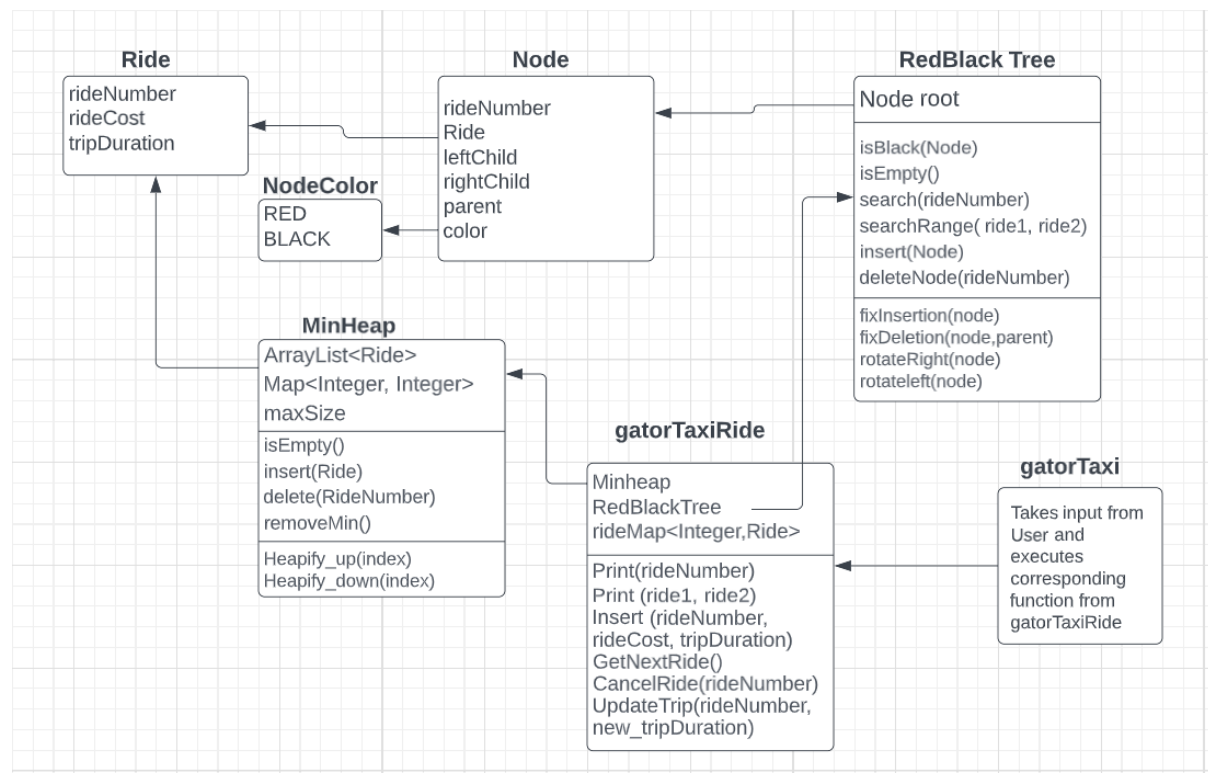 Ride
rideNumber
rideCost
tripDuration
Node
rideNumber
Ride
leftChild
rightChild
parent
color
NodeColor
RED
BLACK
RedBlack Tree
Node root
isBlack(Node)
isEmpty()
search(rideNumber)
searchRange( ride1, ride2)
insert(Node)
deleteNode(rideNumber)
fixInsertion(node)
fixDeletion(node,parent)
rotateRight(node)
rotateleft(node)
MinHeap
ArrayList<Ride>
Map<Integer, Integer>
maxSize
isEmpty()
insert(Ride)
delete(RideNumber)
removeMin()
Heapify_up(index)
Heapify_down(index)
gatorTaxiRide
Minheap
RedBlackTree
rideMap<Integer,Ride>
Print(rideNumber)
Print (ride1, ride2)
Insert (rideNumber,
rideCost, tripDuration)
GetNextRide()
CancelRide(rideNumber)
UpdateTrip(rideNumber,
new_tripDuration)
gatorTaxi
Takes input from
User and
executes
corresponding
function from
gatorTaxiRide